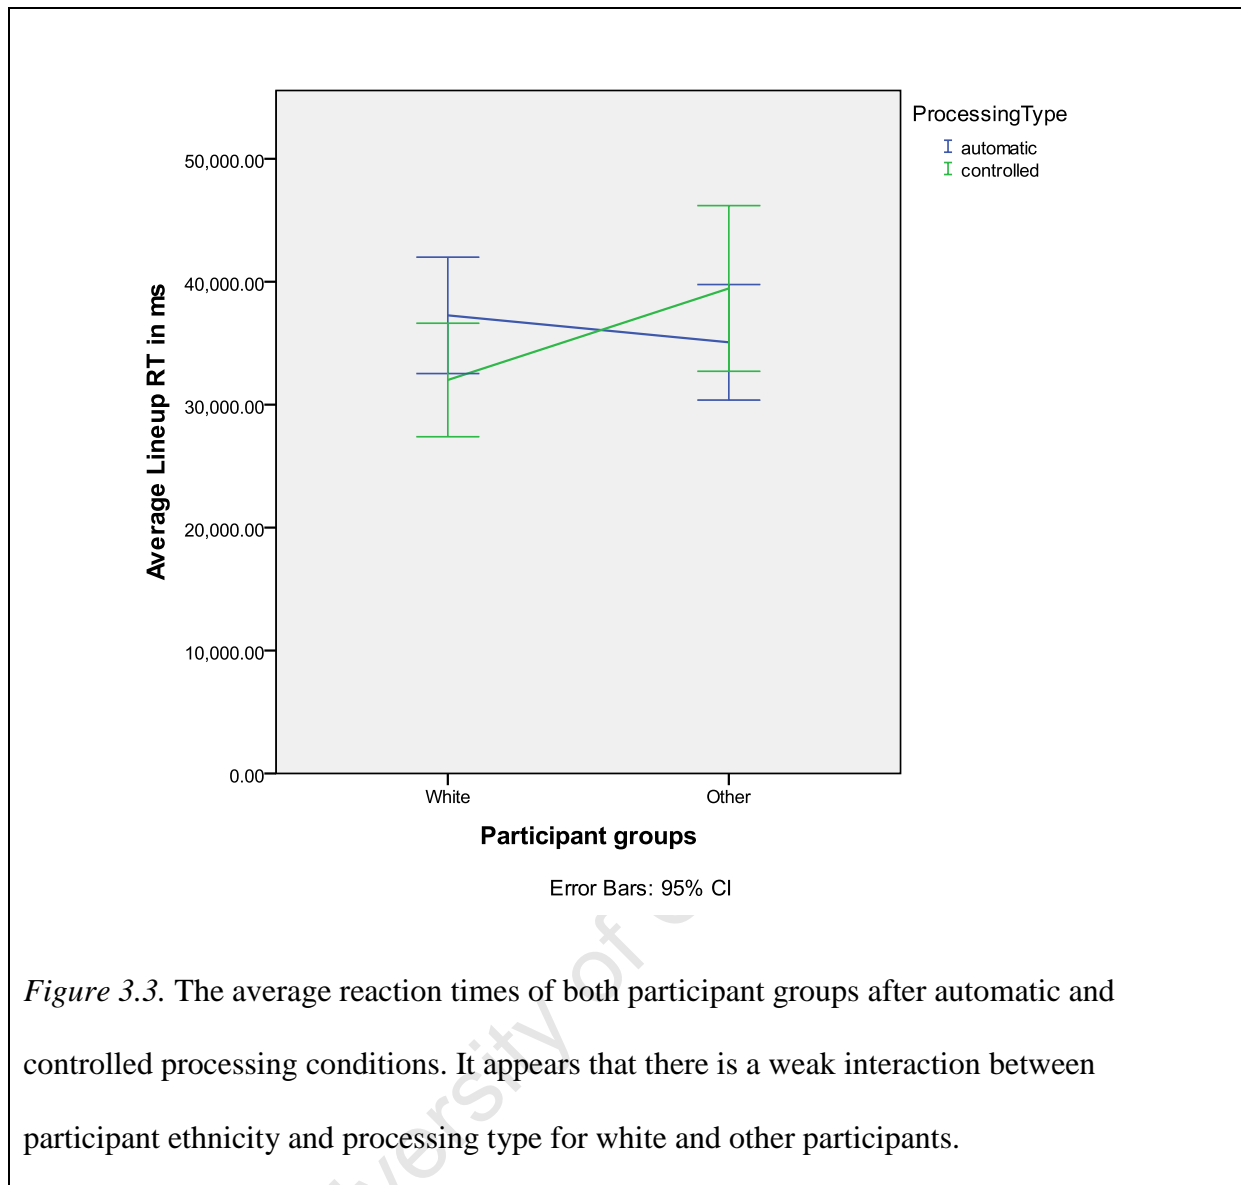 ProcessingType
automatic
controlled
50,000.00
40,000.00
30,000.00
20,000.00
10,000.00
0.00
Average Lineup RT in ms
White Other
Participant groups
Error Bars: 95% CI
Figure 3.3. The average reaction times of both participant groups after automatic and
controlled processing conditions. It appears that there is a weak interaction between
participant ethnicity and processing type for white and other participants.